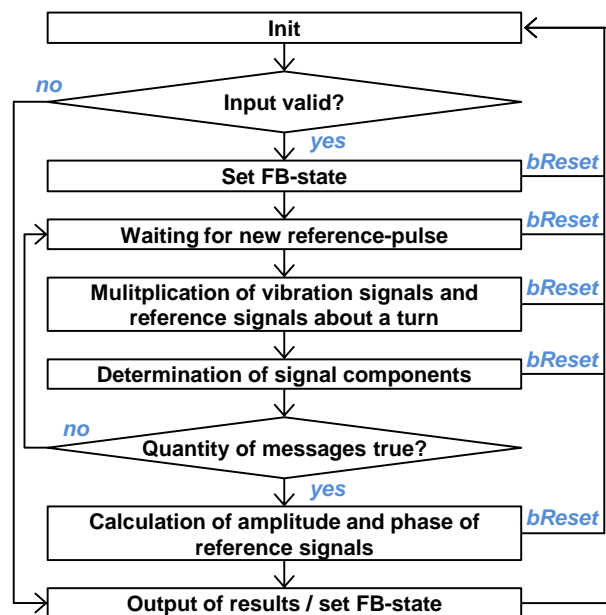 Init
no
Input valid?
yes
bReset
Set FB-state
bReset
Waiting for new reference-pulse
bReset
Mulitplication of vibration signals and
reference signals about a turn
bReset
Determination of signal components
no
Quantity of messages true?
yes
bReset
Calculation of amplitude and phase of
reference signals
Output of results / set FB-state